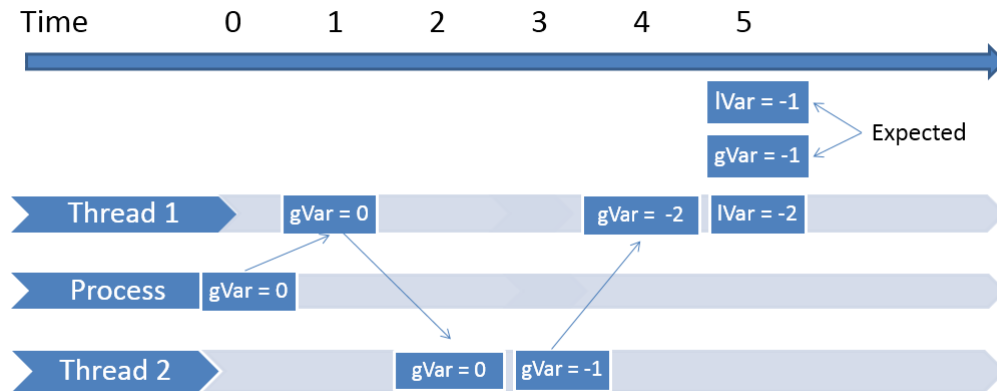 Time 0 1 2 3 4 5
lVar = -1
Expected
gVar = -1
Thread 1 gVar = 0 gVar = -2 lVar = -2
Process gVar = 0
Thread 2 gVar = 0 gVar = -1